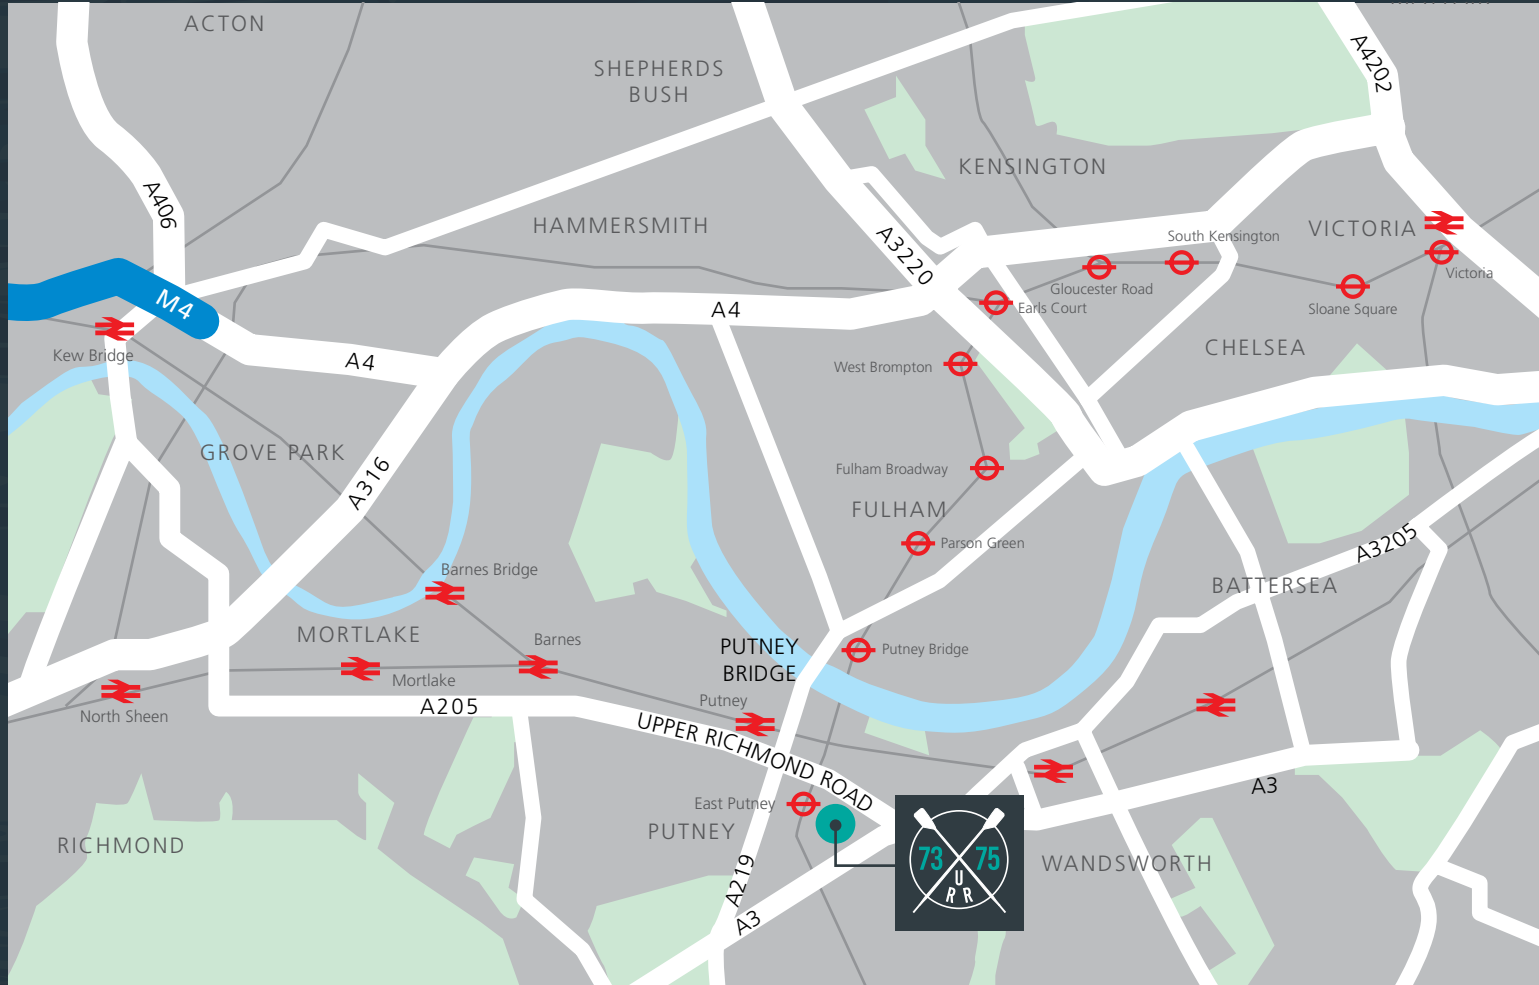 ACTON
SHEPHERDS
BUSH
A4202
KENSINGTON
A406
HAMMERSMITH
A3220
South Kensington
VICTORIA
Victoria
Gloucester Road
Earls Court
Sloane Square
M4
A4
Kew Bridge
A4
West Brompton
CHELSEA
GROVE PARK
A316
Fulham Broadway
FULHAM
Parson Green
A3205
Barnes Bridge
BATTERSEA
MORTLAKE
Barnes
PUTNEY
BRIDGE
Putney Bridge
Mortlake
North Sheen
A205
Putney
UPPER RICHMOND ROAD
A3
East Putney
PUTNEY
RICHMOND
73 75
U
R R
WANDSWORTH
A219
A3